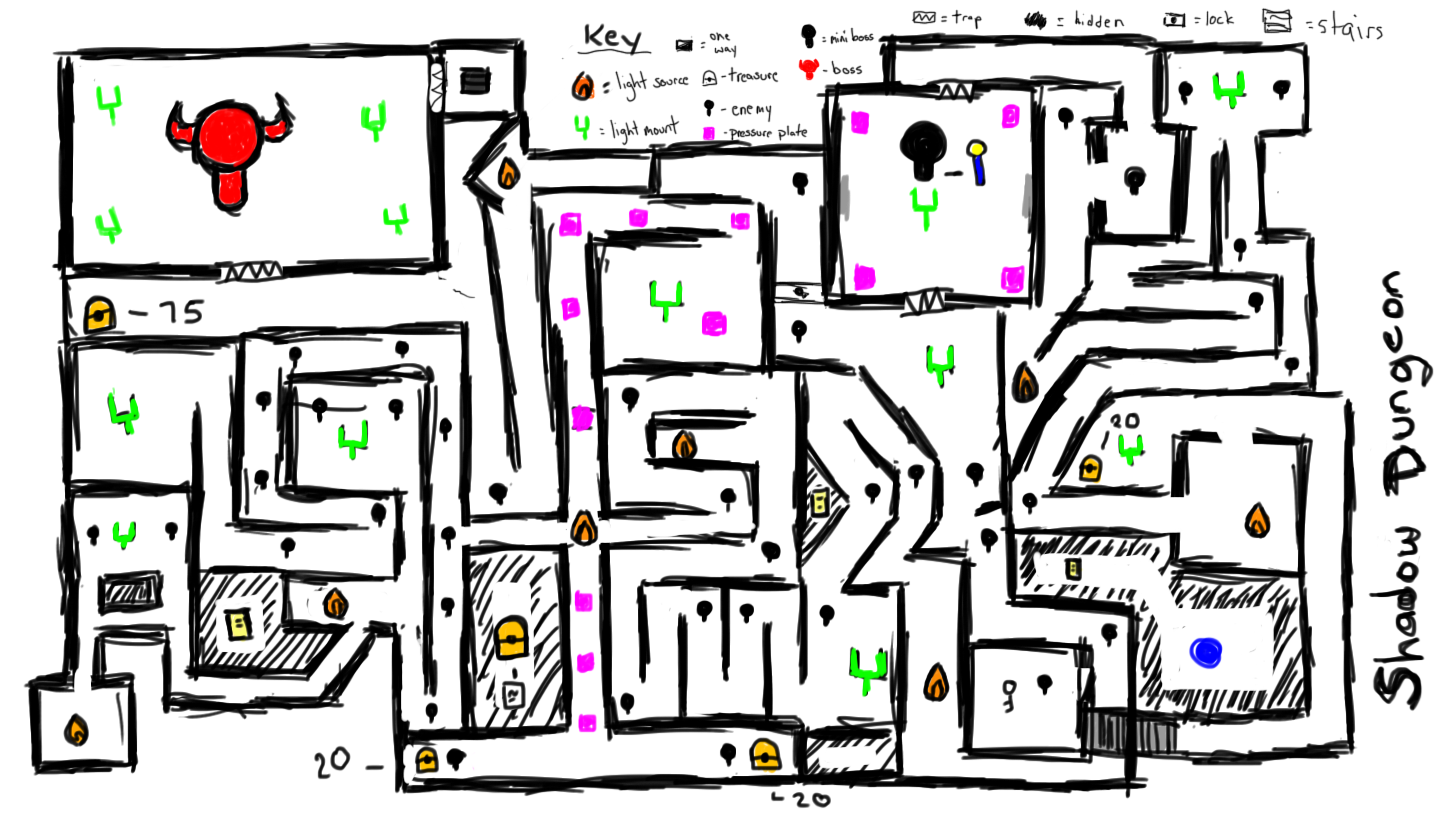 Key
= one way
= mini boss
= trap
= hidden
= lock
= stairs
= light source
- treasure
- boss
- enemy
= light mount
- pressure plate
- 75
20
20 -
- 20
Shadow Dungeon